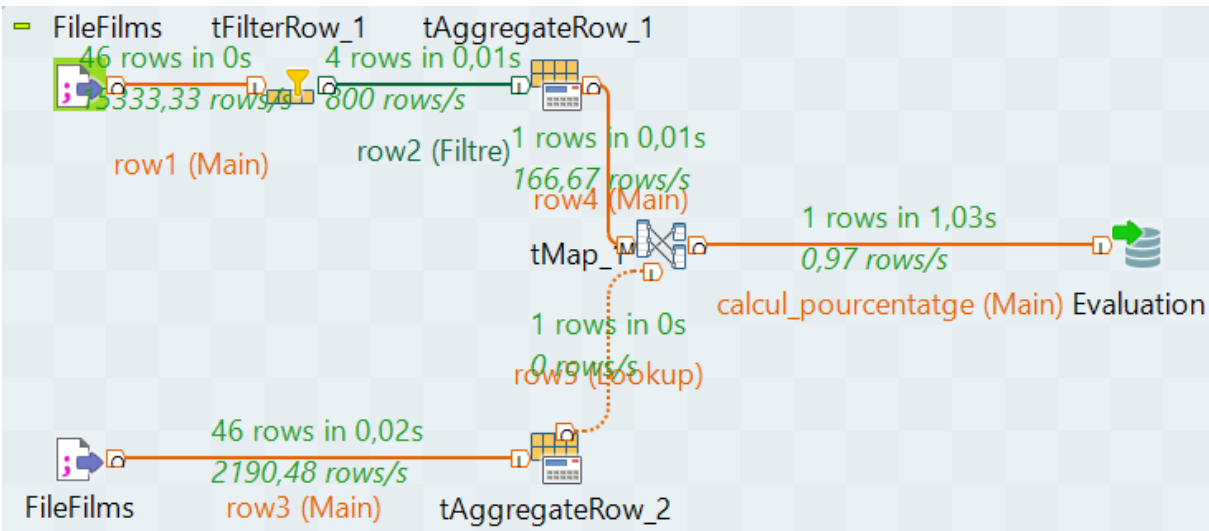 FileFilms tFilterRow_1 tAggregateRow_1
46 rows in 0s 4 rows in 0,01s
15333,33 rows/s 800 rows/s
row1 (Main) row2 (Filtre) 1 rows in 0,01s
166,67 rows/s
row4 (Main)
tMap_1 1 rows in 1,03s
0,97 rows/s
calcul_pourcentatge (Main) Evaluation
1 rows in 0s
0 rows/s
row5 (Lookup)
46 rows in 0,02s
2190,48 rows/s
FileFilms row3 (Main) tAggregateRow_2